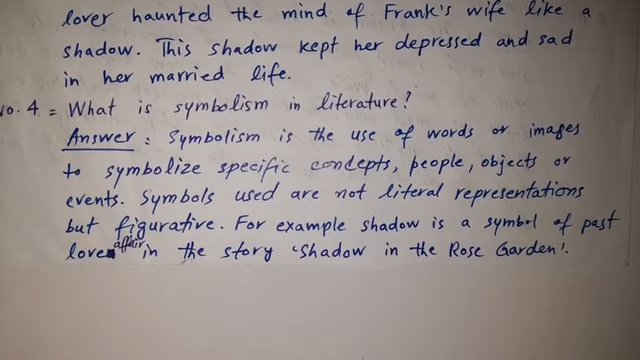 lover haunted the mind of Frank's wife like a
shadow. This shadow kept her depressed and sad
in her married life.
No. 4 = What is symbolism in literature?
Answer : Symbolism is the use of words or images
to symbolize specific condepts, people, objects or
events. Symbols used are not literal representations
but figurative. For example shadow is a symbol of past
love affair in the story 'Shadow in the Rose Garden'.